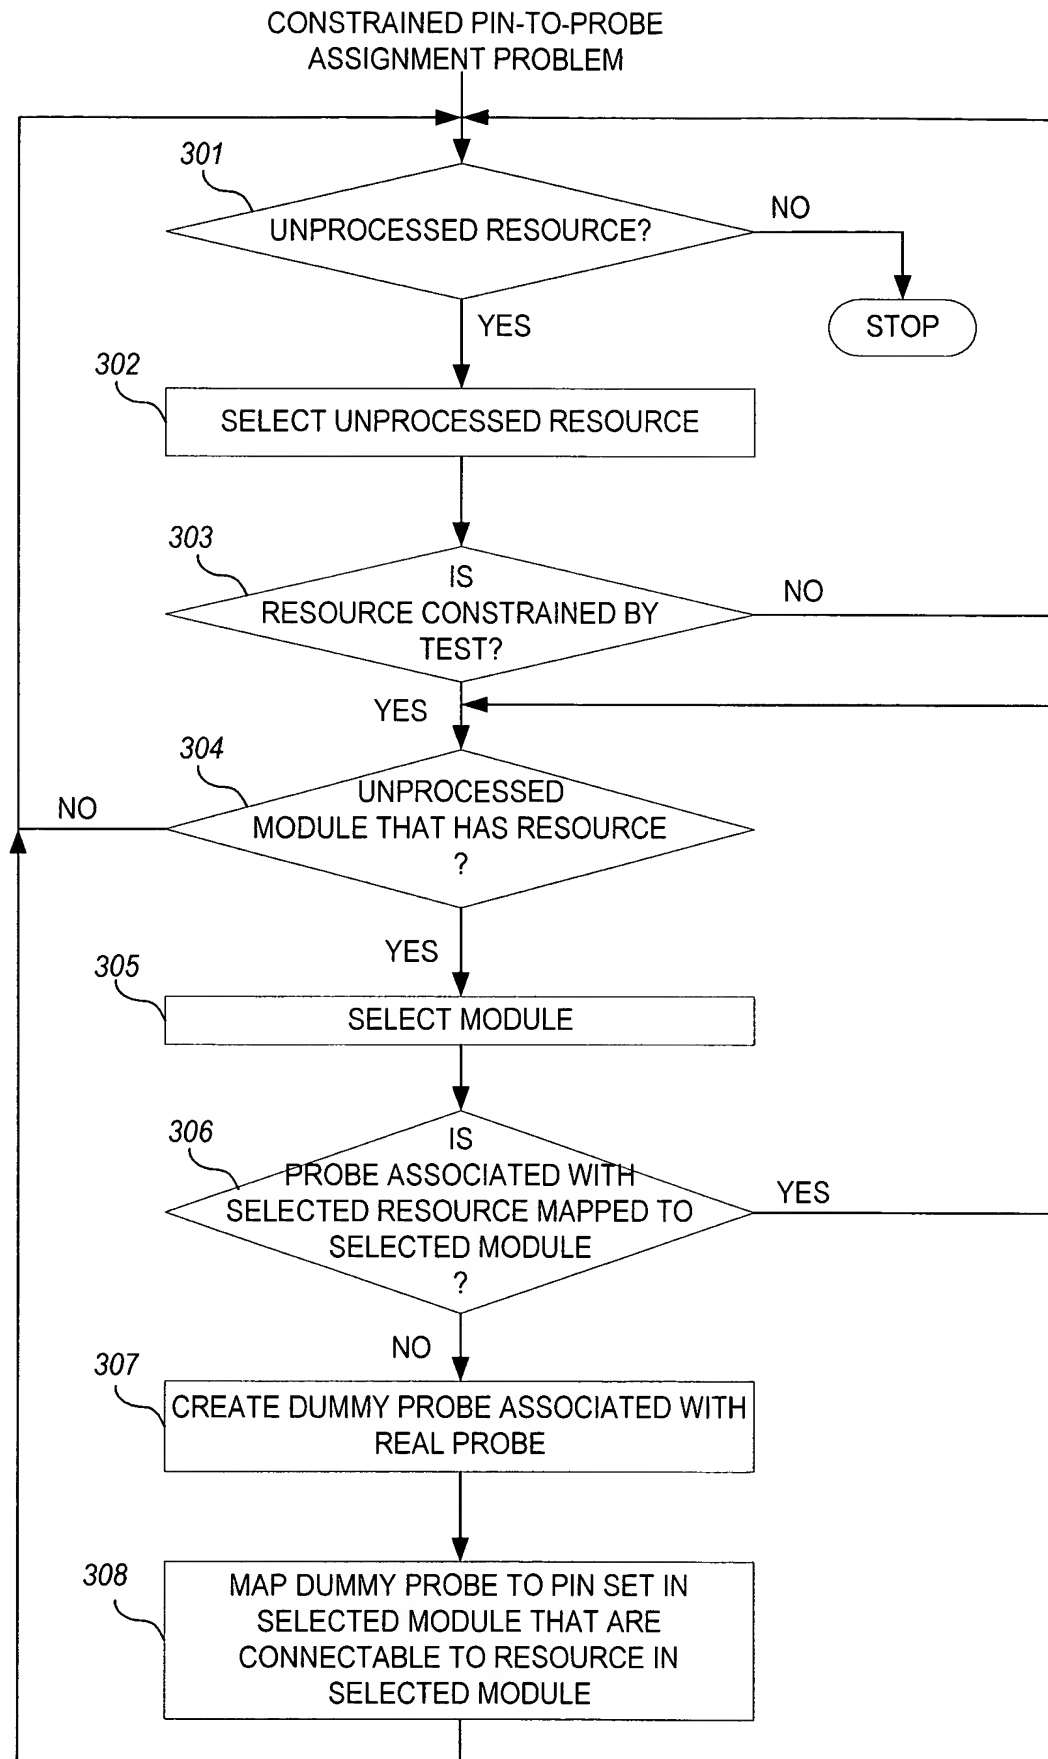 CONSTRAINED PIN-TO-PROBE
ASSIGNMENT PROBLEM
301
UNPROCESSED RESOURCE?
NO
STOP
YES
302
SELECT UNPROCESSED RESOURCE
303
IS
RESOURCE CONSTRAINED BY
TEST?
NO
YES
304
UNPROCESSED
MODULE THAT HAS RESOURCE
?
NO
YES
305
SELECT MODULE
306
IS
PROBE ASSOCIATED WITH
SELECTED RESOURCE MAPPED TO
SELECTED MODULE
?
YES
NO
307
CREATE DUMMY PROBE ASSOCIATED WITH
REAL PROBE
308
MAP DUMMY PROBE TO PIN SET IN
SELECTED MODULE THAT ARE
CONNECTABLE TO RESOURCE IN
SELECTED MODULE